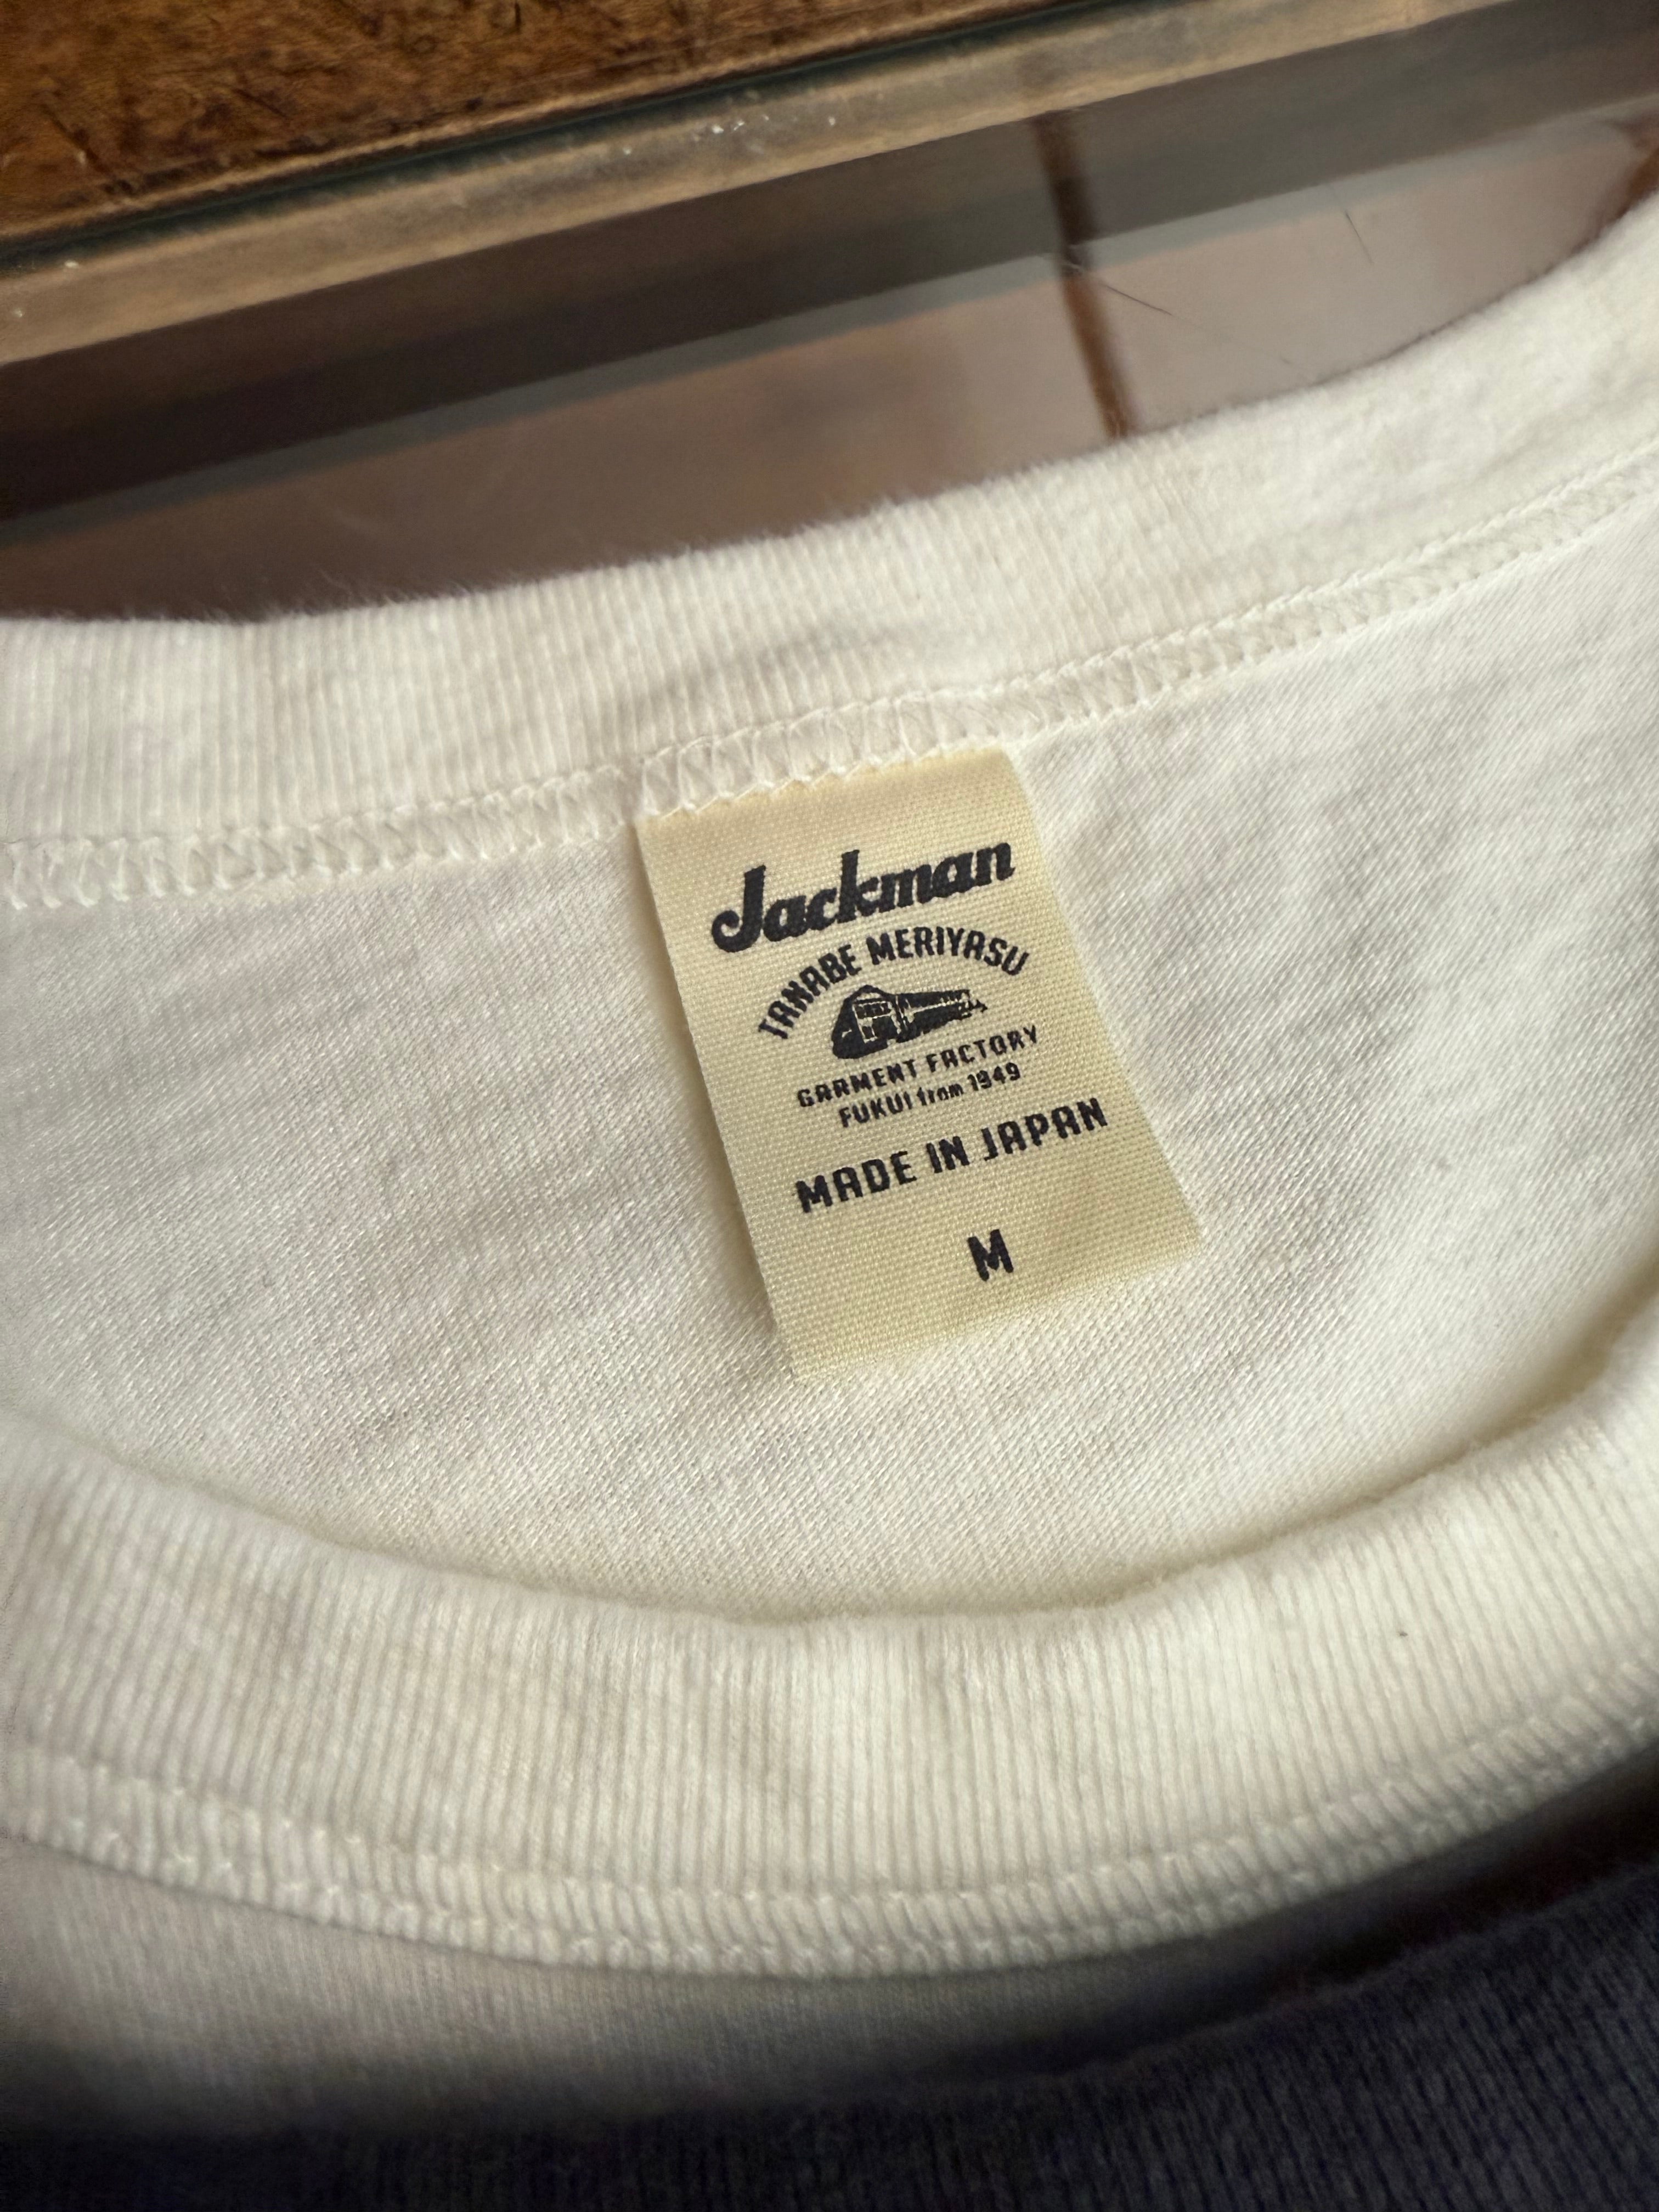 Jackman
TANABE MERIYASU
GARMENT FACTORY
FUKUI from 1949
MADE IN JAPAN
M